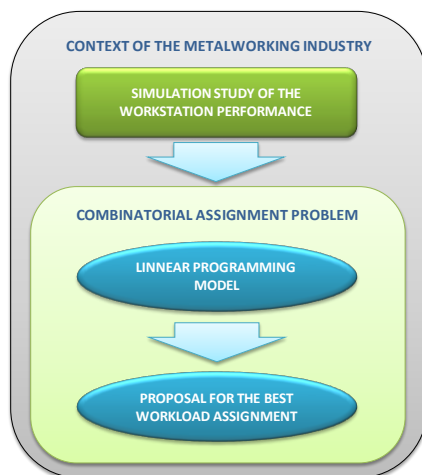 CONTEXT OF THE METALWORKING INDUSTRY
SIMULATION STUDY OF THE
WORKSTATION PERFORMANCE
COMBINATORIAL ASSIGNMENT PROBLEM
LINNEAR PROGRAMMING
MODEL
PROPOSAL FOR THE BEST
WORKLOAD ASSIGNMENT